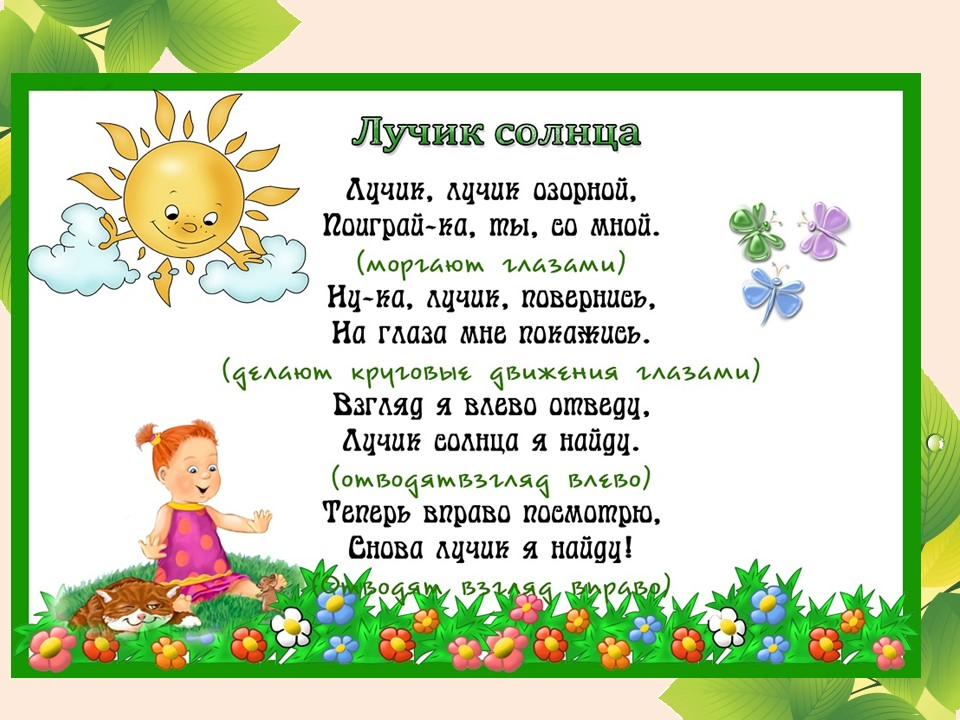 Лучик солнца
Лучик, лучик озорной,
Поиграй-ка, ты, со мной.
(моргают глазами)
Ну-ка, лучик, повернись,
На глаза мне покажись.
(делают круговые движения глазами)
Взгляд я влево отведу,
Лучик солнца я найду.
(отводятвзгляд влево)
Теперь вправо посмотрю,
Снова лучик я найду!
(Отводят взгляд вправо)